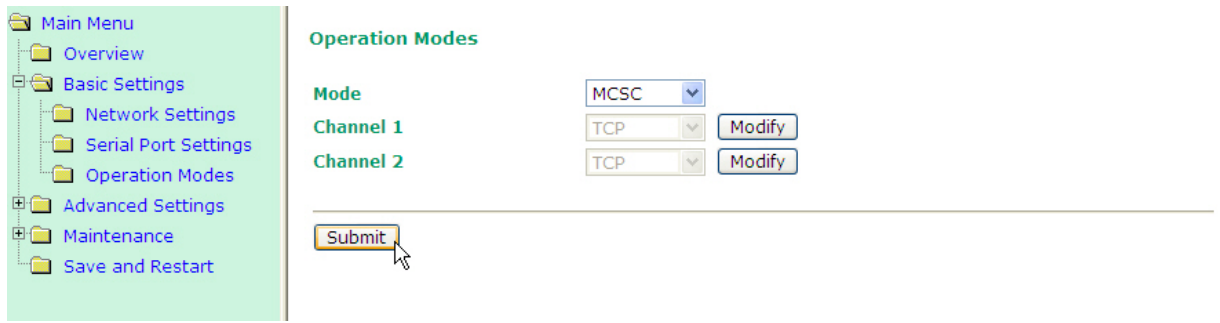 Main Menu
Overview
Basic Settings
Network Settings
Serial Port Settings
Operation Modes
Advanced Settings
Maintenance
Save and Restart
Operation Modes
Mode MCSC
Channel 1 TCP Modify
Channel 2 TCP Modify
Submit